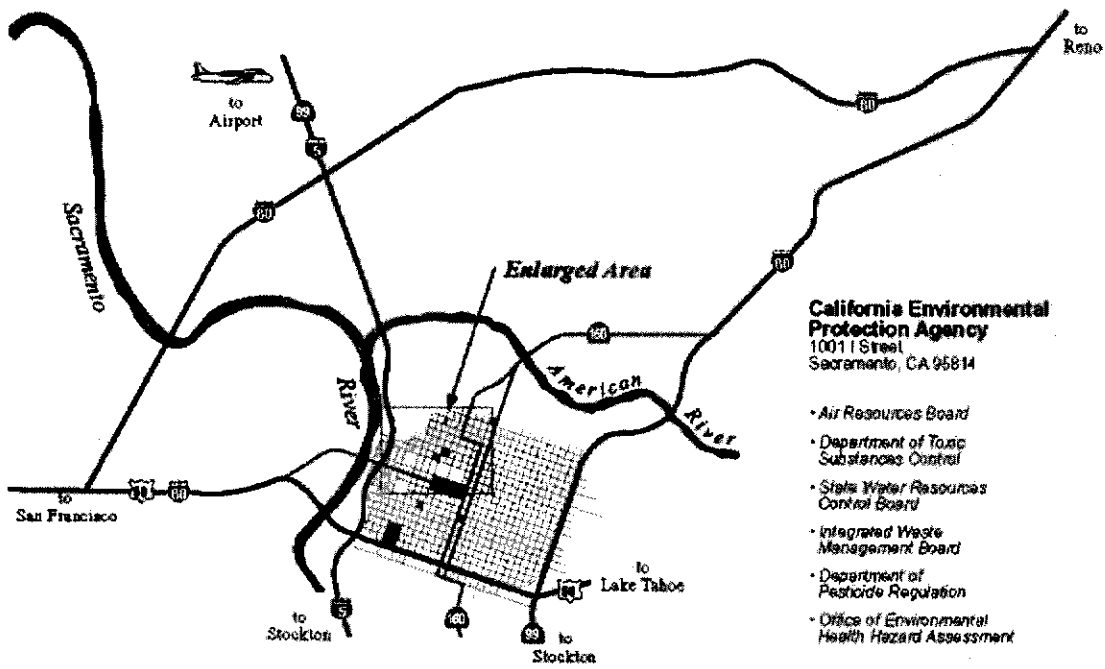 to
Reno
to
Airport
99
5
80
80
80
Sacramento
Enlarged Area
160
California Environmental
Protection Agency
1001 I Street
Sacramento, CA 95814
American
River
River
• Air Resources Board
• Department of Toxic
Substances Control
• State Water Resources
Control Board
• Integrated Waste
Management Board
• Department of
Pesticide Regulation
• Office of Environmental
Health Hazard Assessment
80
to
San Francisco
to
Lake Tahoe
5
160
99
to
Stockton
to
Stockton